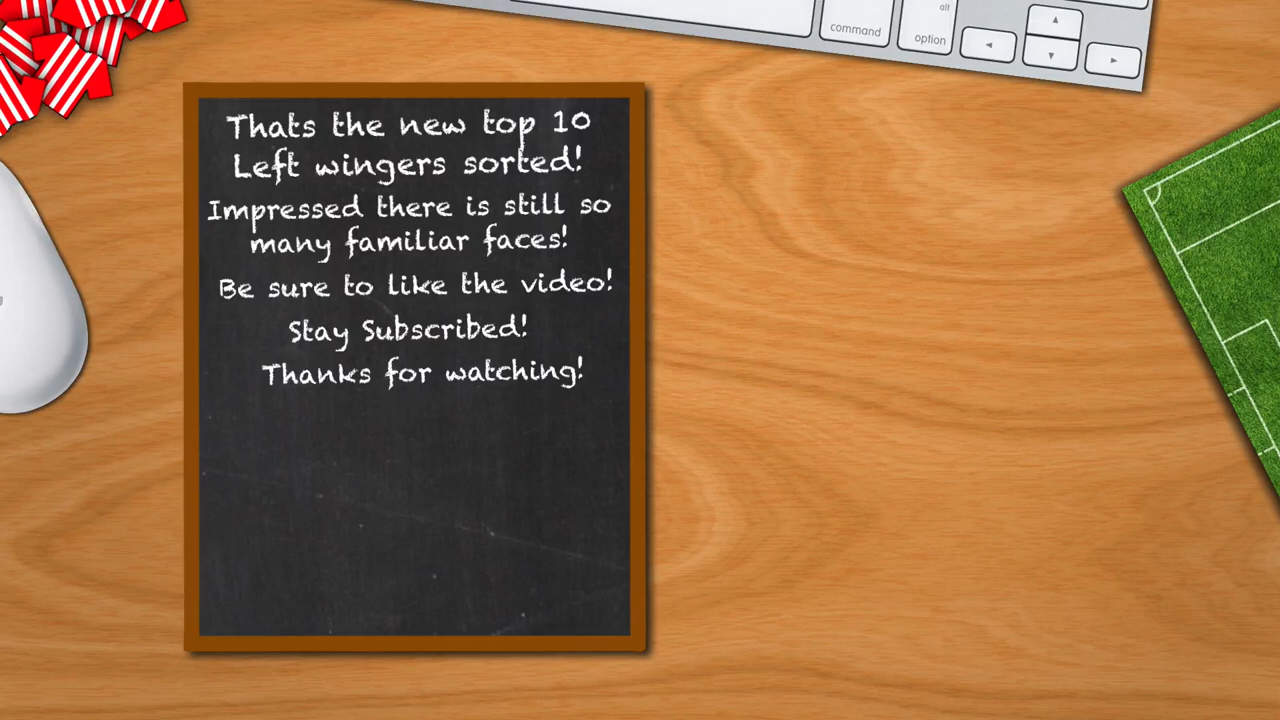 alt
command
option
Thats the new top 10
Left wingers sorted!
Impressed there is still so
many familiar faces!
Be sure to like the video!
Stay Subscribed!
Thanks for watching!